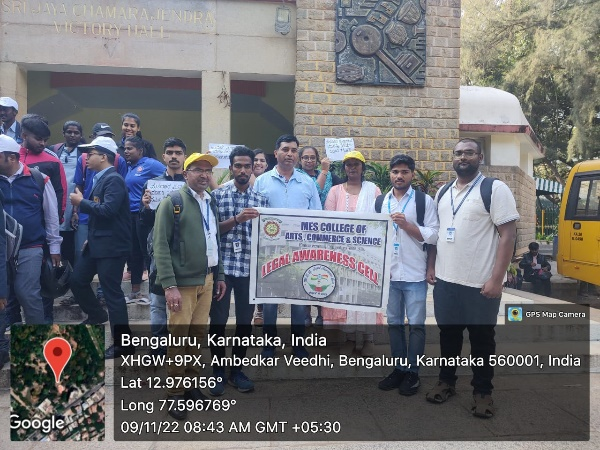 SRI JAYA CHAMARAJENDRA
VICTORY HALL
MES COLLEGE OF
ARTS, COMMERCE & SCIENCE
LEGAL AWARENESS CELL
GPS Map Camera
Bengaluru, Karnataka, India
XHGW+9PX, Ambedkar Veedhi, Bengaluru, Karnataka 560001, India
Lat 12.976156°
Long 77.596769°
09/11/22 08:43 AM GMT +05:30
Google